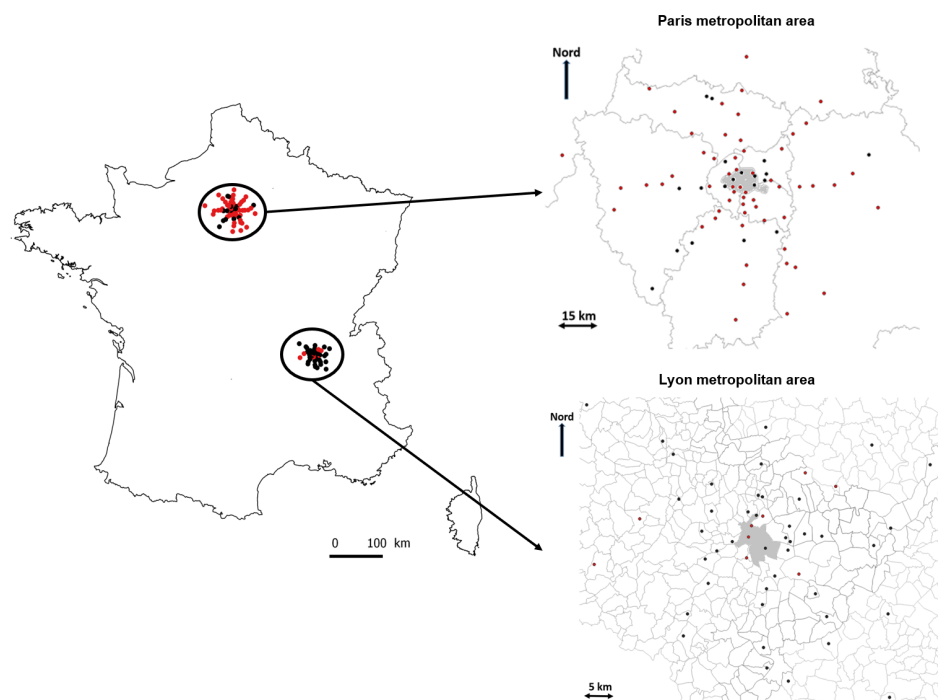 Paris metropolitan area
Nord
15 km
Lyon metropolitan area
Nord
0 100 km
5 km